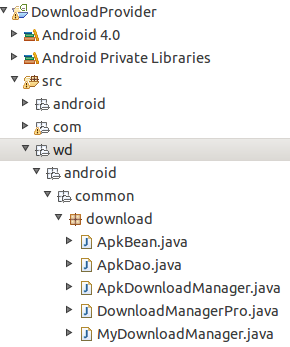 DownloadProvider
Android 4.0
Android Private Libraries
src
android
com
wd
android
common
download
ApkBean.java
ApkDao.java
ApkDownloadManager.java
DownloadManagerPro.java
MyDownloadManager.java